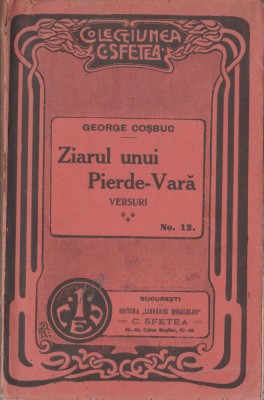 COLECȚIUNEA
C. SFETEA
GEORGE COȘBUC
Ziarul unui
Pierde-Vară
VERSURI
No. 12.
1
BUCUREȘTI
EDITURA „LIBRĂRIEI ȘCOALELOR”
C. SFETEA